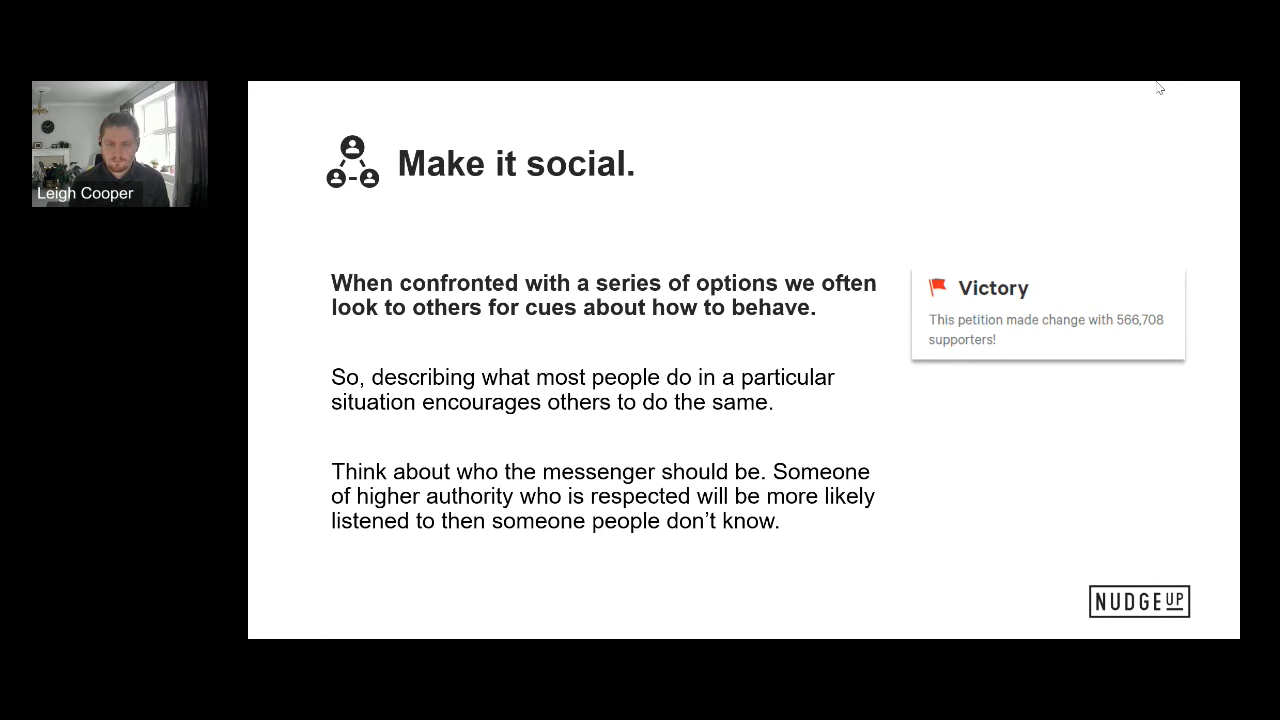 Leigh Cooper
Make it social.
When confronted with a series of options we often
look to others for cues about how to behave.
So, describing what most people do in a particular
situation encourages others to do the same.
Think about who the messenger should be. Someone
of higher authority who is respected will be more likely
listened to then someone people don’t know.
Victory
This petition made change with 566,708
supporters!
NUDGEUP